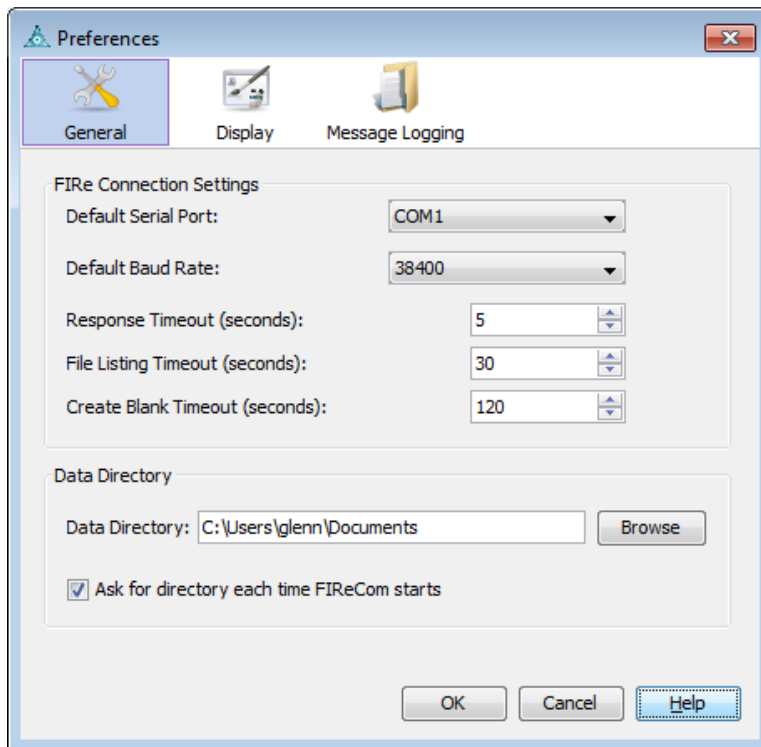 Preferences
General Display Message Logging
FIRe Connection Settings
Default Serial Port: COM1
Default Baud Rate: 38400
Response Timeout (seconds): 5
File Listing Timeout (seconds): 30
Create Blank Timeout (seconds): 120
Data Directory
Data Directory: C:\Users\glenn\Documents Browse
Ask for directory each time FIReCom starts
OK Cancel Help